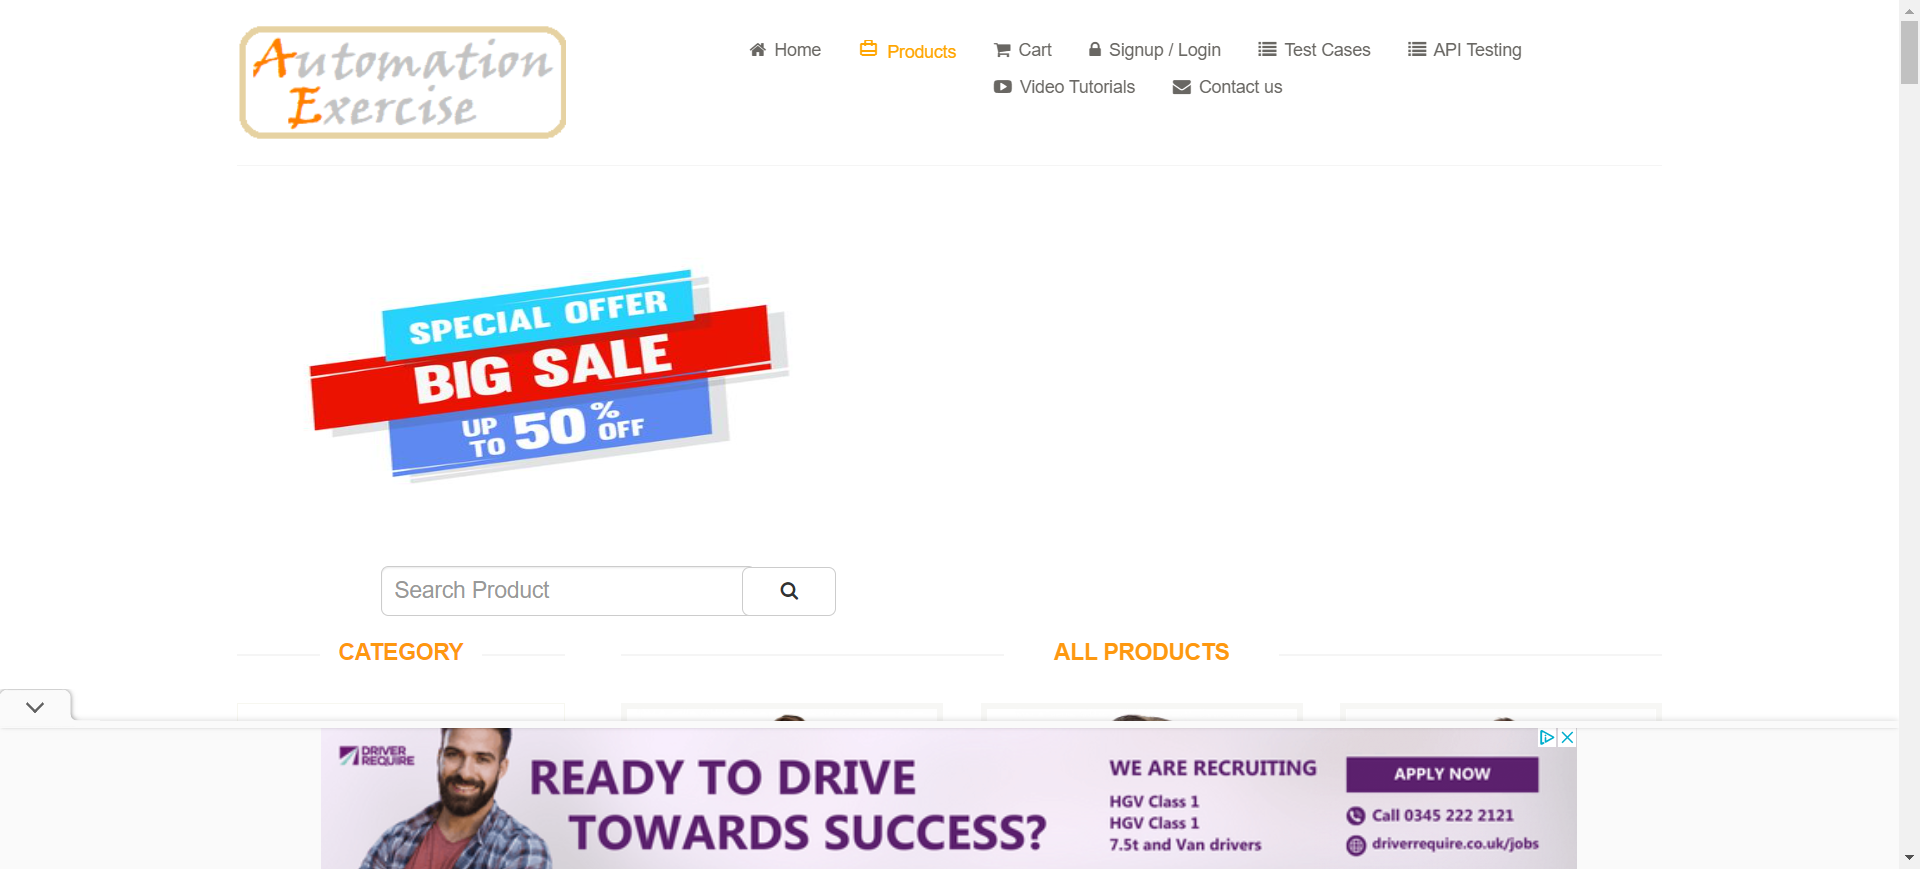 Automation
Exercise
Home
Products
Cart
Signup / Login
Test Cases
API Testing
Video Tutorials
Contact us
SPECIAL OFFER
BIG SALE
UP TO 50% OFF
Search Product
CATEGORY
ALL PRODUCTS
DRIVER
REQUIRE
READY TO DRIVE
TOWARDS SUCCESS?
WE ARE RECRUITING
HGV Class 1
HGV Class 1
7.5t and Van drivers
APPLY NOW
Call 0345 222 2121
driverrequire.co.uk/jobs